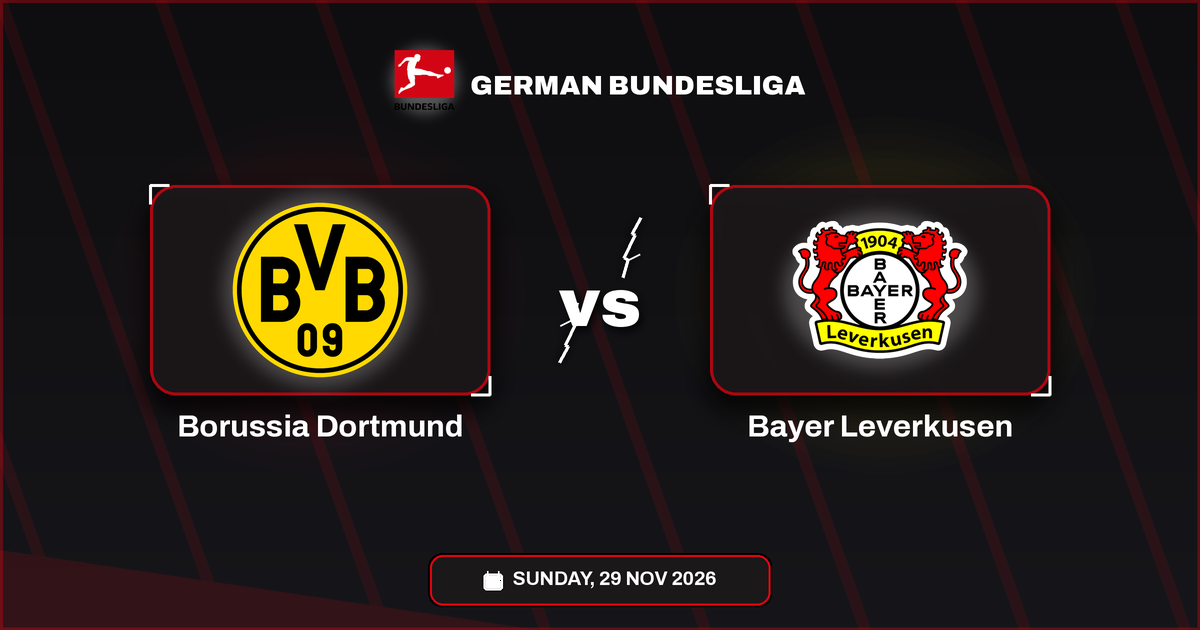 BUNDESLIGA
GERMAN BUNDESLIGA
BVB
09
vs
1904
BAYER
BAYER
Leverkusen
Borussia Dortmund
Bayer Leverkusen
SUNDAY, 29 NOV 2026